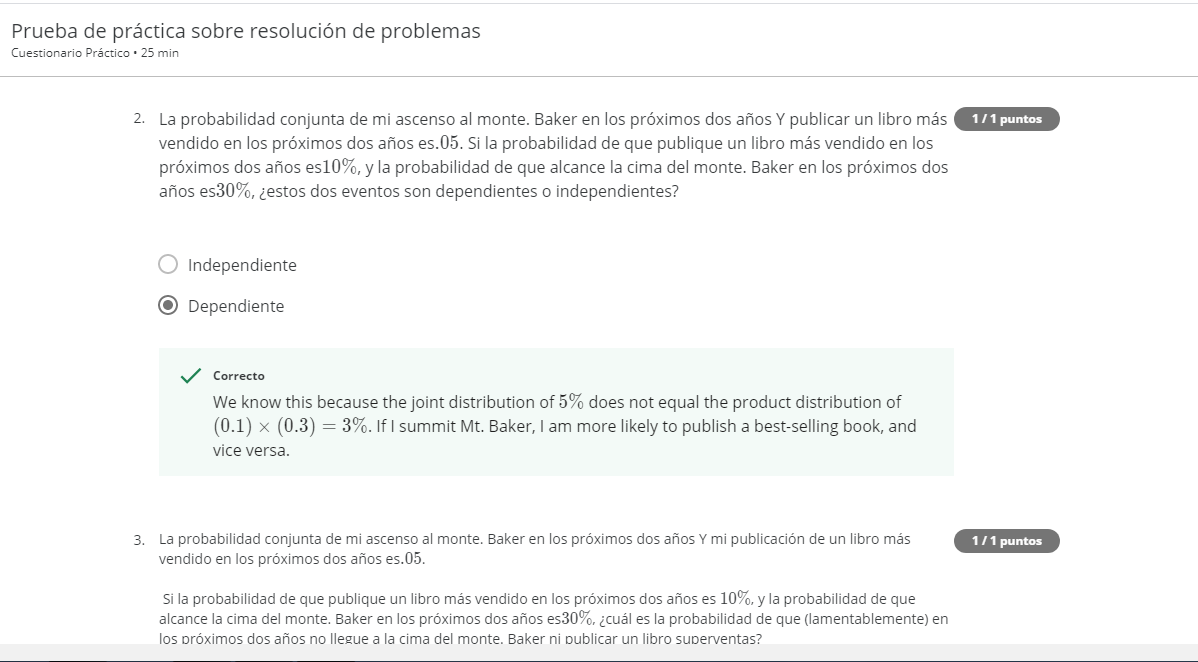 Prueba de práctica sobre resolución de problemas
Cuestionario Práctico • 25 min
2. La probabilidad conjunta de mi ascenso al monte. Baker en los próximos dos años Y publicar un libro más
1 / 1 puntos
vendido en los próximos dos años es.05. Si la probabilidad de que publique un libro más vendido en los
próximos dos años es10%, y la probabilidad de que alcance la cima del monte. Baker en los próximos dos
años es30%, ¿estos dos eventos son dependientes o independientes?
Independiente
Dependiente
Correcto
We know this because the joint distribution of 5% does not equal the product distribution of
(0.1) × (0.3) = 3%. If I summit Mt. Baker, I am more likely to publish a best-selling book, and
vice versa.
3. La probabilidad conjunta de mi ascenso al monte. Baker en los próximos dos años Y mi publicación de un libro más
1 / 1 puntos
vendido en los próximos dos años es.05.
Si la probabilidad de que publique un libro más vendido en los próximos dos años es 10%, y la probabilidad de que
alcance la cima del monte. Baker en los próximos dos años es30%, ¿cuál es la probabilidad de que (lamentablemente) en
los próximos dos años no llegue a la cima del monte. Baker ni publicar un libro superventas?